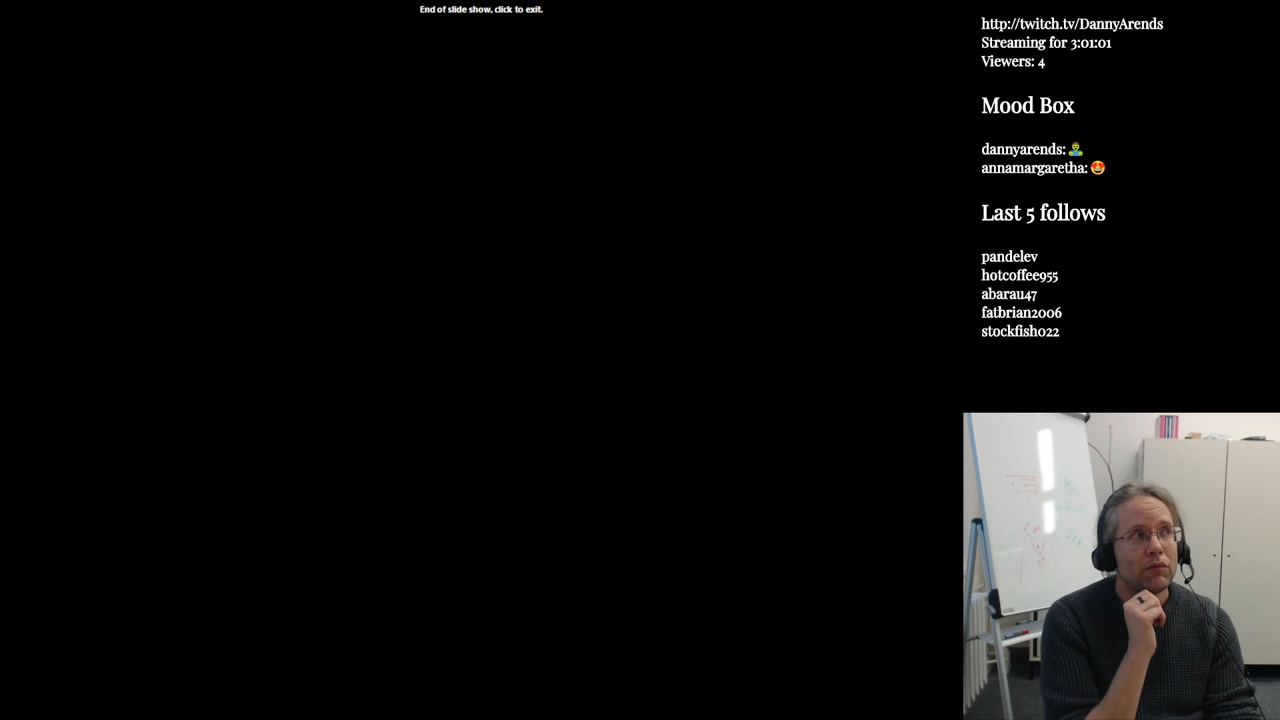 End of slide show, click to exit.
http://twitch.tv/DannyArends
Streaming for 3:01:01
Viewers: 4
Mood Box
dannyarends: 🧟‍♂️
annamargaretha: 😍
Last 5 follows
pandelev
hotcoffee955
abarau47
fatbrian2006
stockfish022